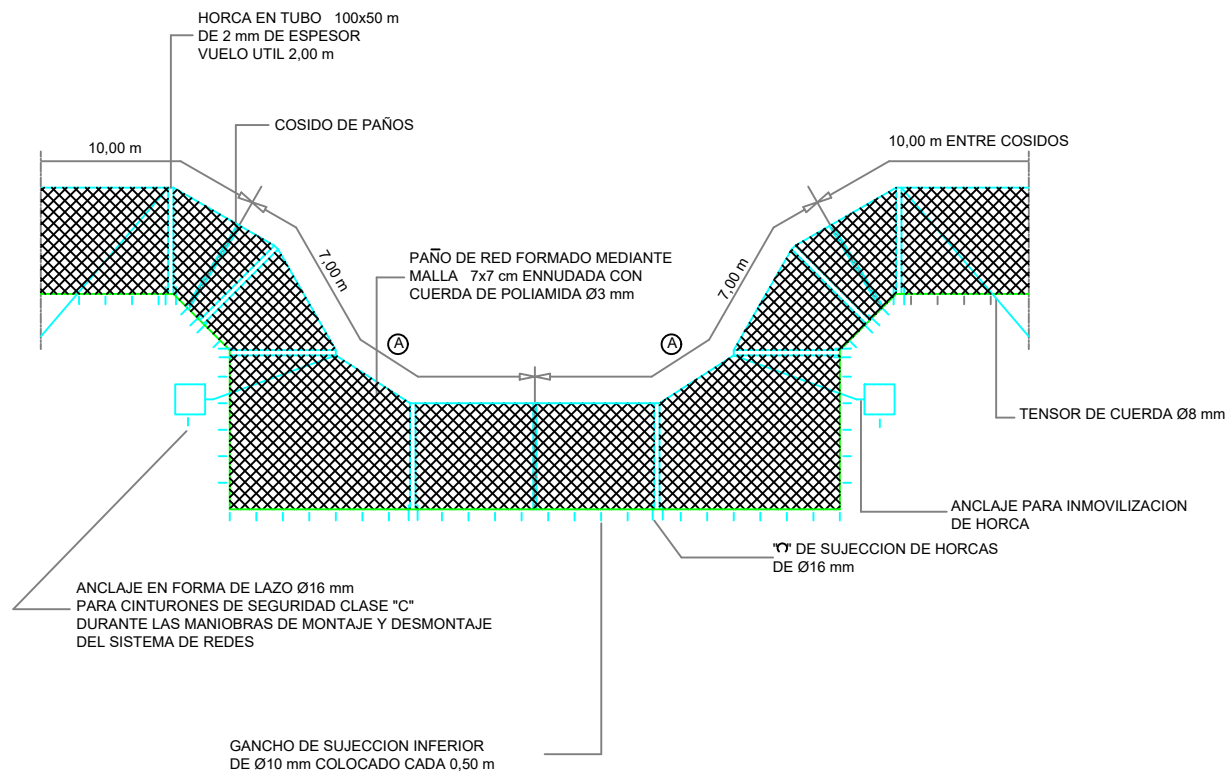 HORCA EN TUBO 100x50 m
DE 2 mm DE ESPESOR
VUELO UTIL 2,00 m
COSIDO DE PAÑOS
10,00 m
10,00 m ENTRE COSIDOS
7,00 m
PAÑO DE RED FORMADO MEDIANTE
MALLA 7x7 cm ENNUDADA CON
CUERDA DE POLIAMIDA Ø3 mm
7,00 m
A
A
TENSOR DE CUERDA Ø8 mm
ANCLAJE PARA INMOVILIZACION
DE HORCA
"Ω" DE SUJECCION DE HORCAS
DE Ø16 mm
ANCLAJE EN FORMA DE LAZO Ø16 mm
PARA CINTURONES DE SEGURIDAD CLASE "C"
DURANTE LAS MANIOBRAS DE MONTAJE Y DESMONTAJE
DEL SISTEMA DE REDES
GANCHO DE SUJECCION INFERIOR
DE Ø10 mm COLOCADO CADA 0,50 m